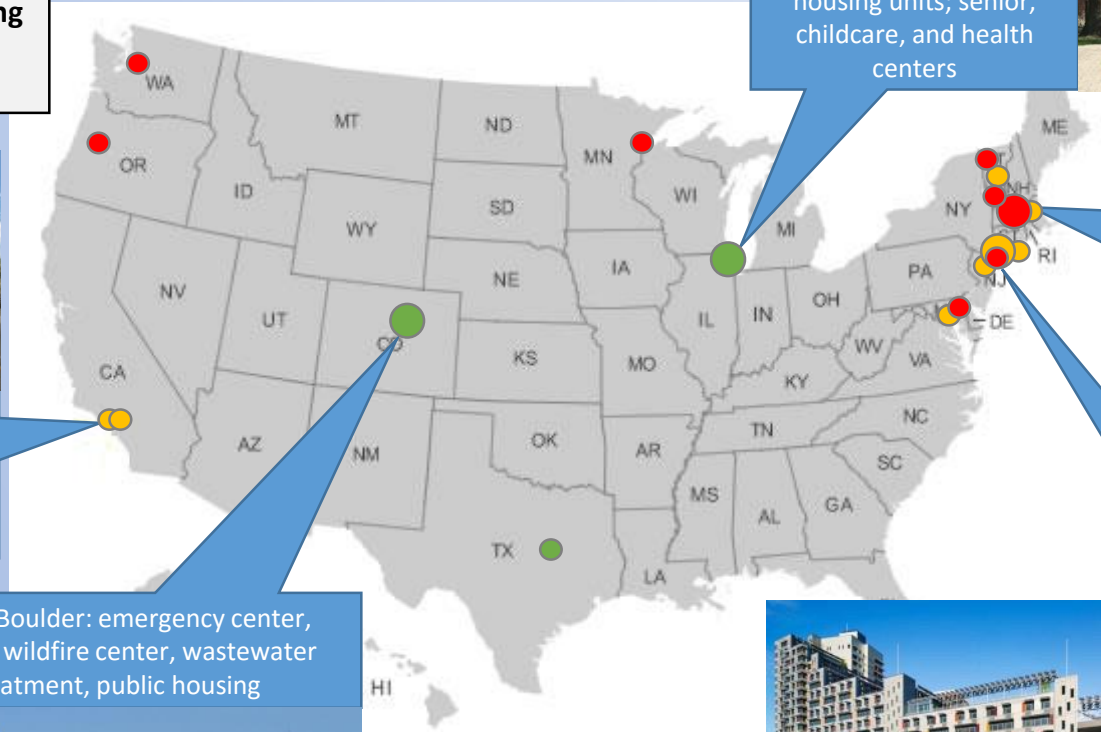 ng
housing units; senior,
childcare, and health
centers
WA
MT
ND
ME
OR
MN
ID
SD
WI
NH
NY
WY
MI
RI
IA
PA
NE
NJ
NV
OH
UT
IL
IN
DE
CO
WV
KS
MO
VA
CA
KY
NC
TN
OK
AZ
AR
NM
SC
MS
GA
AL
TX
LA
Boulder: emergency center,
wildfire center, wastewater
atment, public housing
HI